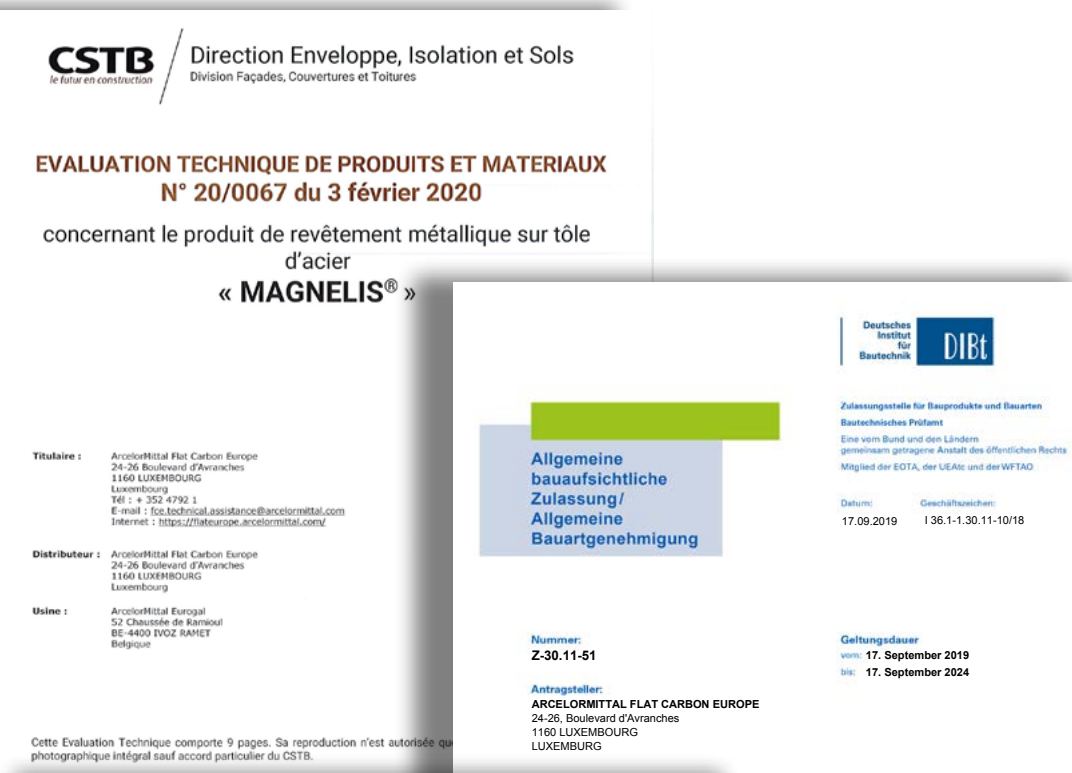 CSTB
le futur en construction
Direction Enveloppe, Isolation et Sols
Division Façades, Couvertures et Toitures
EVALUATION TECHNIQUE DE PRODUITS ET MATERIAUX
N° 20/0067 du 3 février 2020
concernant le produit de revêtement métallique sur tôle
d'acier
« MAGNELIS® »
Titulaire : ArcelorMittal Flat Carbon Europe
24-26 Boulevard d'Avranches
1160 LUXEMBOURG
Luxembourg
Tél : + 352 4792 1
E-mail : fce.technical.assistance@arcelormittal.com
Internet : https://flateurope.arcelormittal.com/
Distributeur : ArcelorMittal Flat Carbon Europe
24-26 Boulevard d'Avranches
1160 LUXEMBOURG
Luxembourg
Usine : ArcelorMittal Eurogal
52 Chaussée de Ramioul
BE-4400 IVOZ RAMET
Belgique
Cette Evaluation Technique comporte 9 pages. Sa reproduction n'est autorisée que
photographique intégral sauf accord particulier du CSTB.
Deutsches
Institut
für
Bautechnik
DIBt
Zulassungsstelle für Bauprodukte und Bauarten
Bautechnisches Prüfamt
Eine vom Bund und den Ländern
gemeinsam getragene Anstalt des öffentlichen Rechts
Mitglied der EOTA, der UEAtc und der WFTAO
Datum: Geschäftszeichen:
17.09.2019 I 36.1-1.30.11-10/18
Allgemeine
bauaufsichtliche
Zulassung/
Allgemeine
Bauartgenehmigung
Nummer:
Z-30.11-51
Geltungsdauer
vom: 17. September 2019
bis: 17. September 2024
Antragsteller:
ARCELORMITTAL FLAT CARBON EUROPE
24-26, Boulevard d'Avranches
1160 LUXEMBOURG
LUXEMBURG